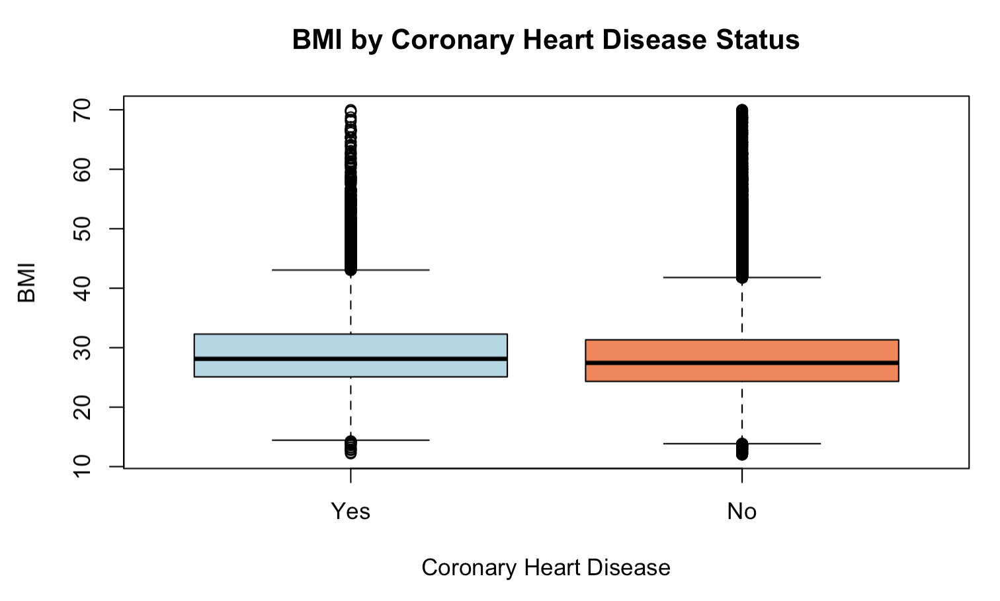 BMI by Coronary Heart Disease Status
BMI
70
60
50
40
30
20
10
Yes
No
Coronary Heart Disease